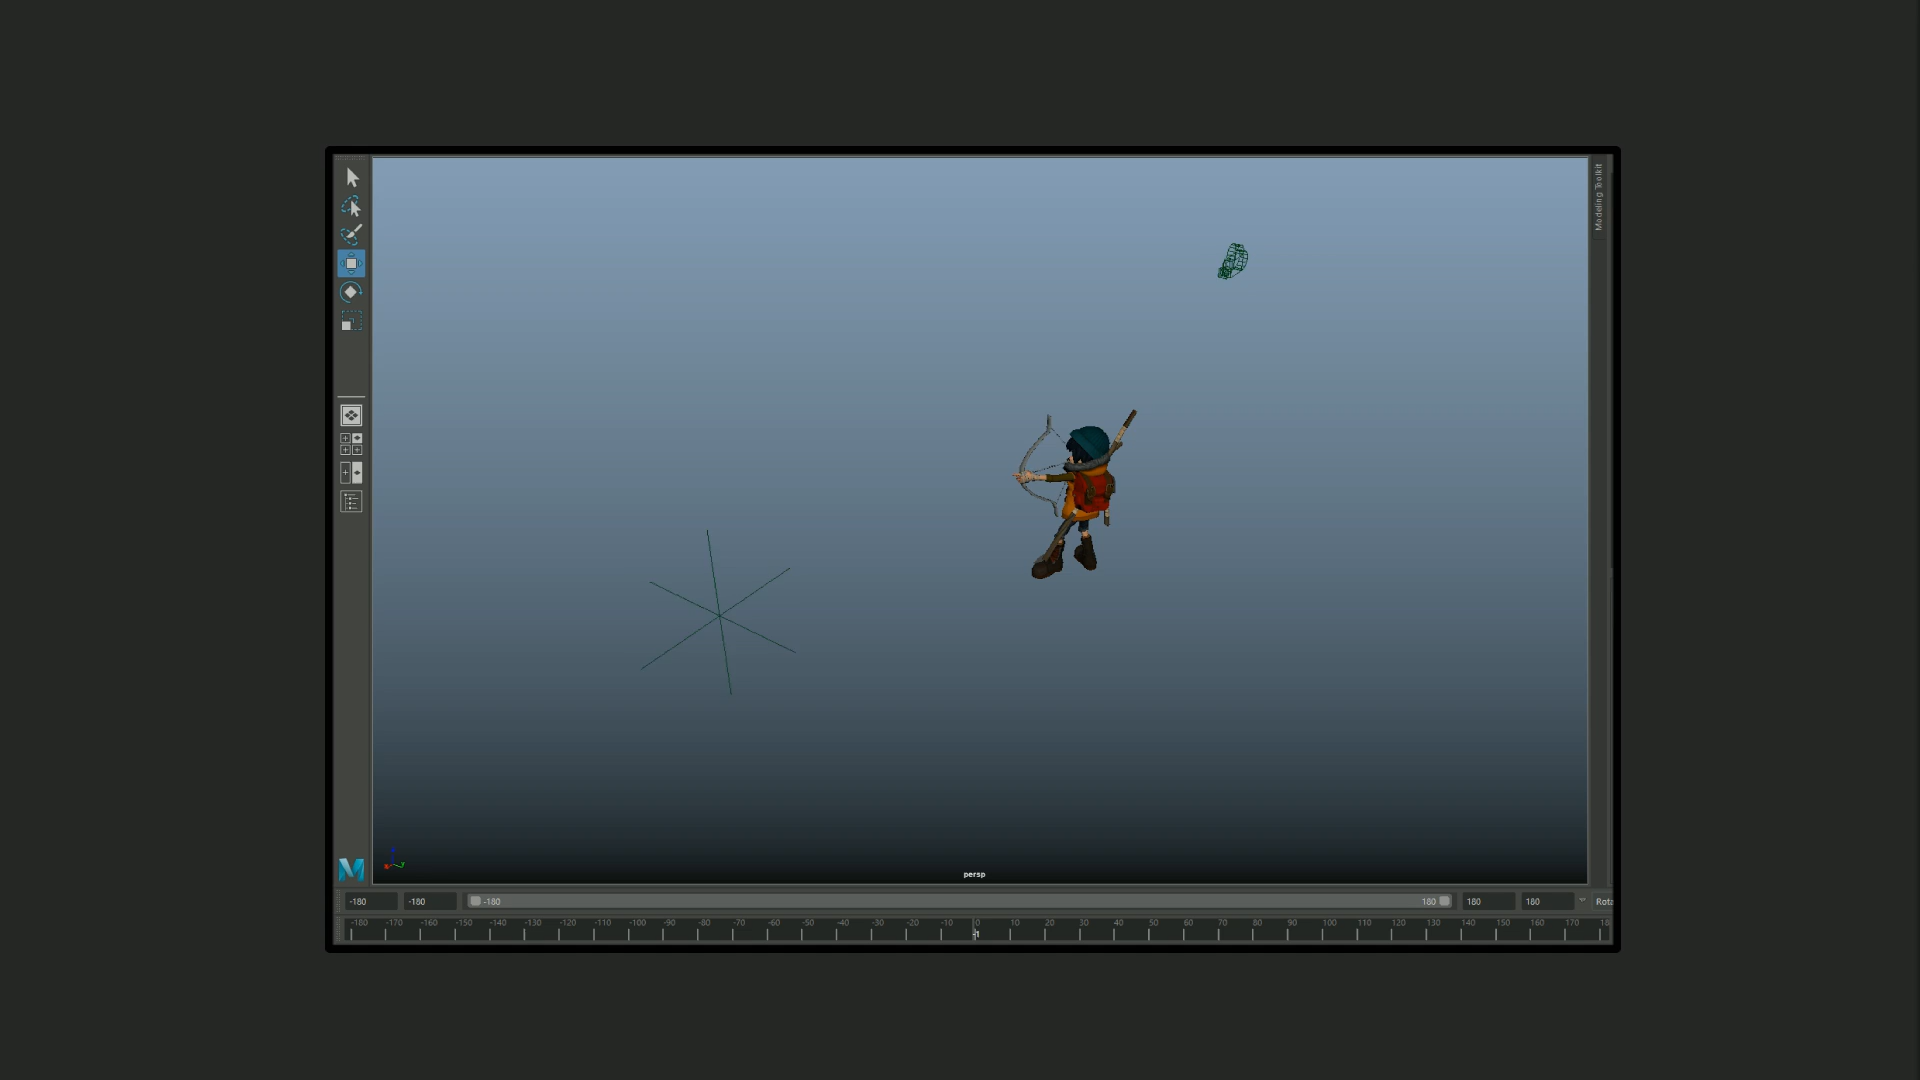 Modeling Toolkit
persp
-180 -180 -180 180 180 180 Rota
-180 -170 -160 -150 -140 -130 -120 -110 -100 -90 -80 -70 -60 -50 -40 -30 -20 -10 0 10 20 30 40 50 60 70 80 90 100 110 120 130 140 150 160 170 18
-1